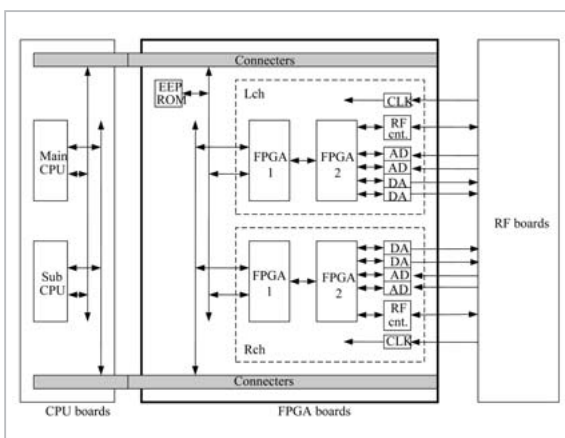 Connecters
EEP
ROM
Lch
CLK
RF
cnt.
Main
CPU
FPGA
1
FPGA
2
AD
AD
DA
DA
RF boards
Sub
CPU
FPGA
1
FPGA
2
DA
DA
AD
AD
RF
cnt.
Rch
CLK
Connecters
CPU boards
FPGA boards